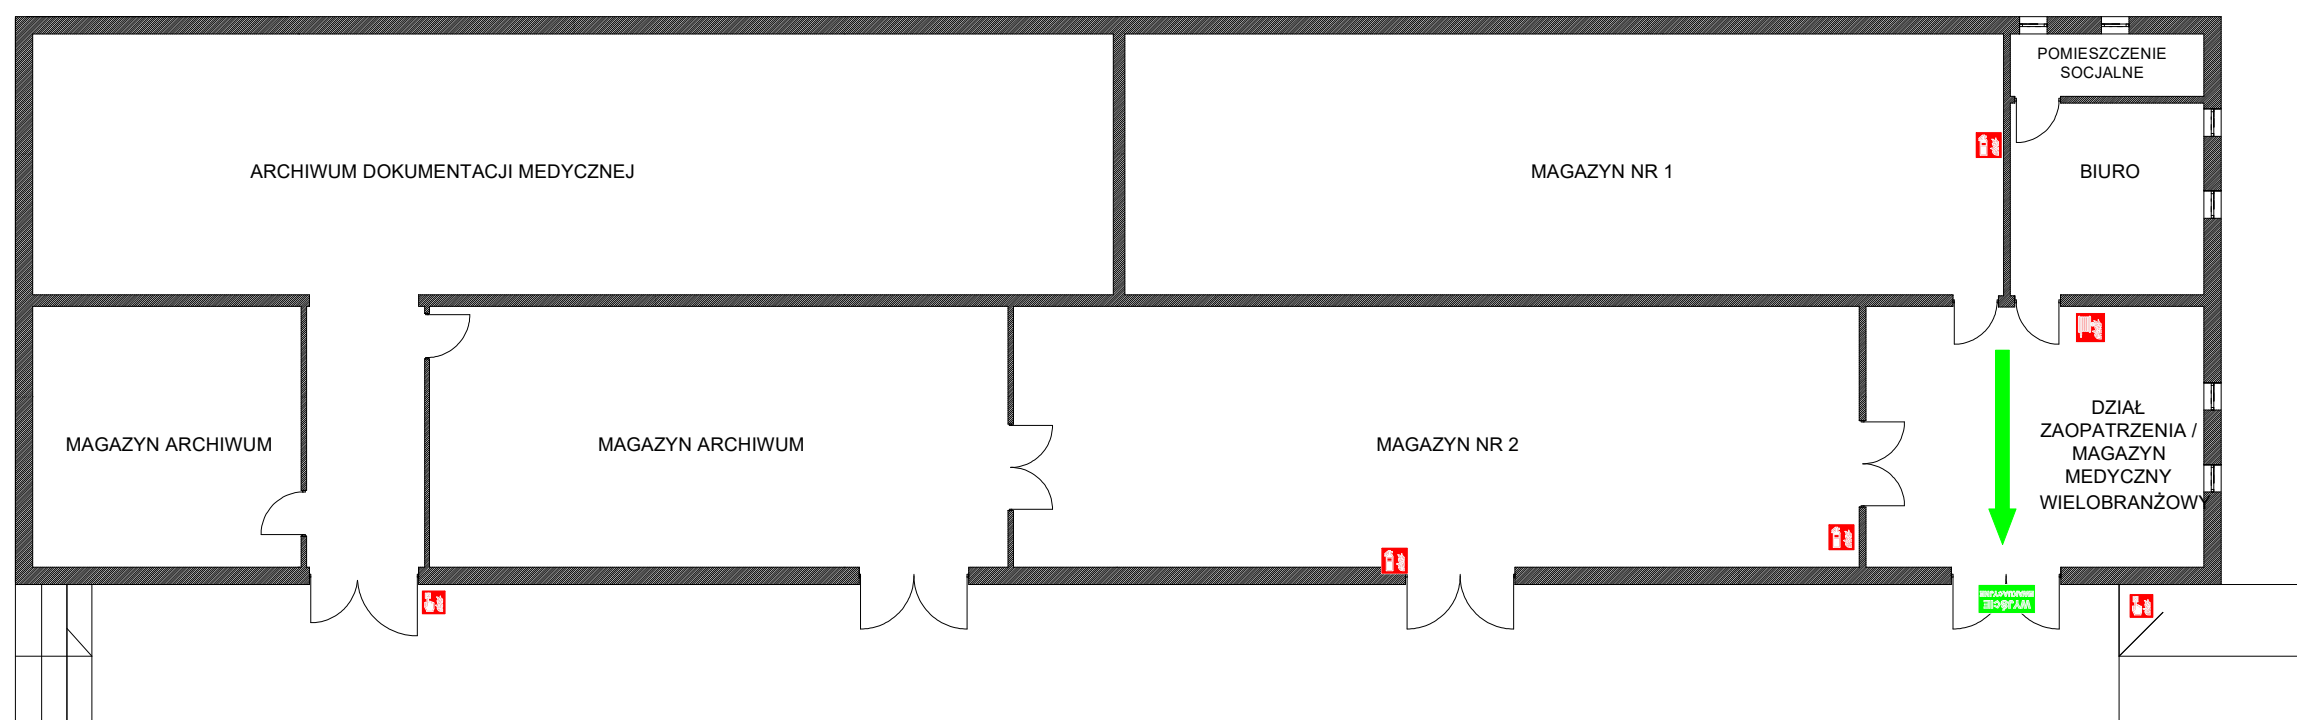 POMIESZCZENIE
SOCJALNE
ARCHIWUM DOKUMENTACJI MEDYCZNEJ
MAGAZYN NR 1
BIURO
MAGAZYN ARCHIWUM
MAGAZYN ARCHIWUM
MAGAZYN NR 2
DZIAŁ
ZAOPATRZENIA /
MAGAZYN
MEDYCZNY
WIELOBRANŻOWY
WYJŚCIE